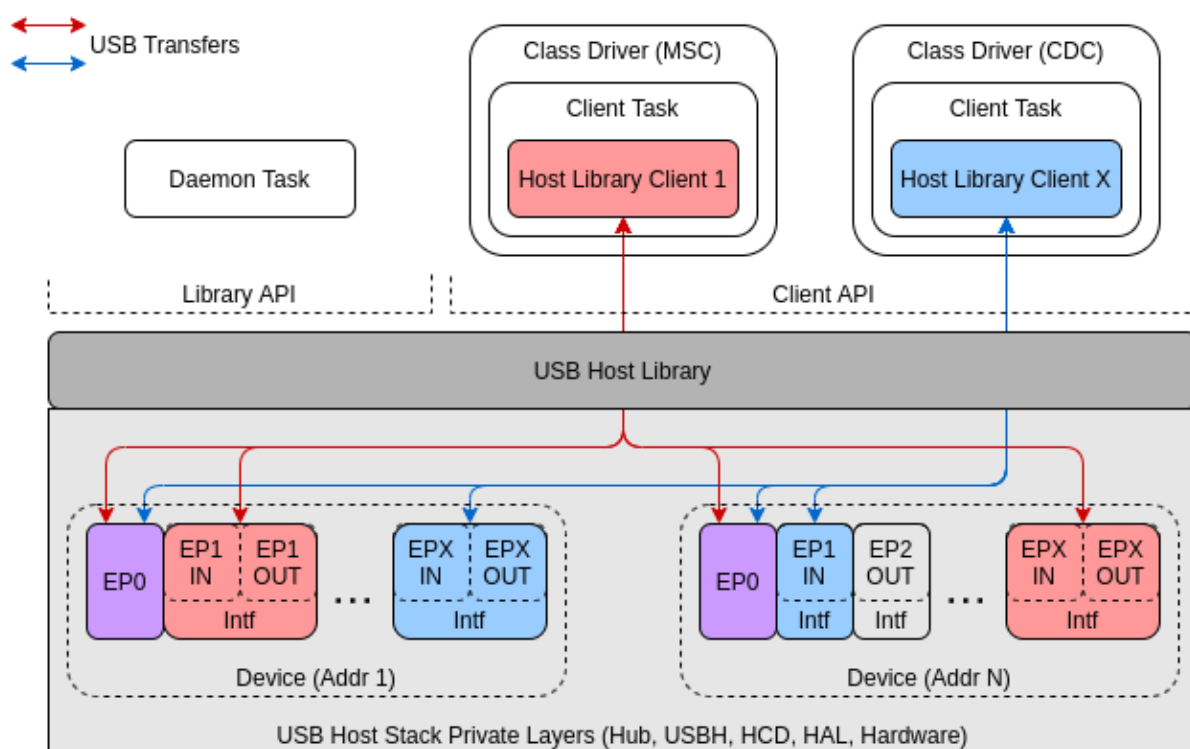 USB Transfers
Class Driver (MSC)
Class Driver (CDC)
Client Task
Client Task
Daemon Task
Host Library Client 1
Host Library Client X
Library API
Client API
USB Host Library
EP0
EP1
IN
EP1
OUT
Intf
...
EPX
IN
EPX
OUT
Intf
Device (Addr 1)
EP0
EP1
IN
Intf
EP2
OUT
Intf
...
EPX
IN
EPX
OUT
Intf
Device (Addr N)
USB Host Stack Private Layers (Hub, USBH, HCD, HAL, Hardware)